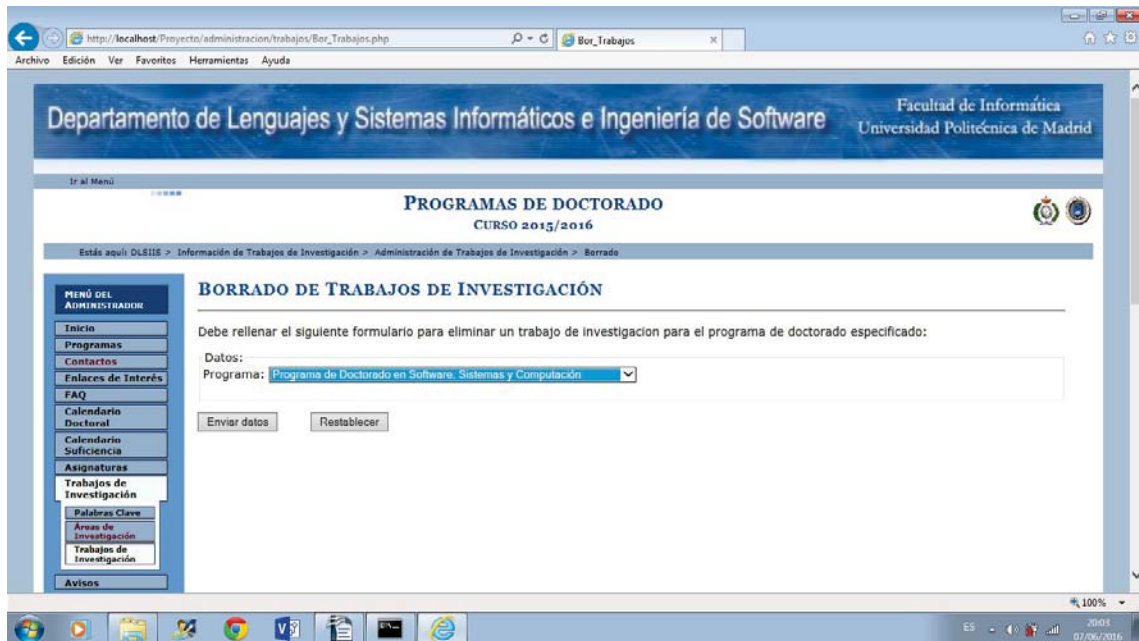 http://localhost/Proyecto/administracion/trabajos/Bor_Trabajos.php
Bor_Trabajos
Archivo Edición Ver Favoritos Herramientas Ayuda
Departamento de Lenguajes y Sistemas Informáticos e Ingeniería de Software
Facultad de Informática
Universidad Politécnica de Madrid
Ir al Menú
PROGRAMAS DE DOCTORADO
CURSO 2015/2016
Estás aquí: DLSIIS > Información de Trabajos de Investigación > Administración de Trabajos de Investigación > Borrado
MENÚ DEL
ADMINISTRADOR
Inicio
Programas
Contactos
Enlaces de Interés
FAQ
Calendario
Doctoral
Calendario
Suficiencia
Asignaturas
Trabajos de
Investigación
Palabras Clave
Áreas de
Investigación
Trabajos de
Investigación
Avisos
BORRADO DE TRABAJOS DE INVESTIGACIÓN
Debe rellenar el siguiente formulario para eliminar un trabajo de investigacion para el programa de doctorado especificado:
Datos:
Programa: Programa de Doctorado en Software, Sistemas y Computación
Enviar datos Restablecer
100%
ES
20:03
07/06/2016